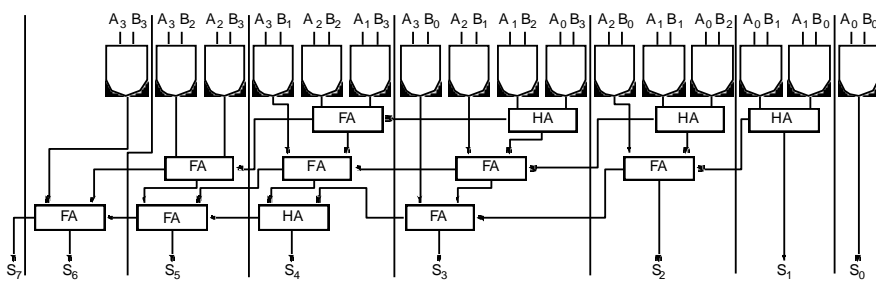 A3 B3 A3 B2 A2 B3 A3 B1 A2 B2 A1 B3 A3 B0 A2 B1 A1 B2 A0 B3 A2 B0 A1 B1 A0 B2 A0 B1 A1 B0 A0 B0
FA HA HA HA
FA FA FA FA
FA FA HA FA
S7 S6 S5 S4 S3 S2 S1 S0